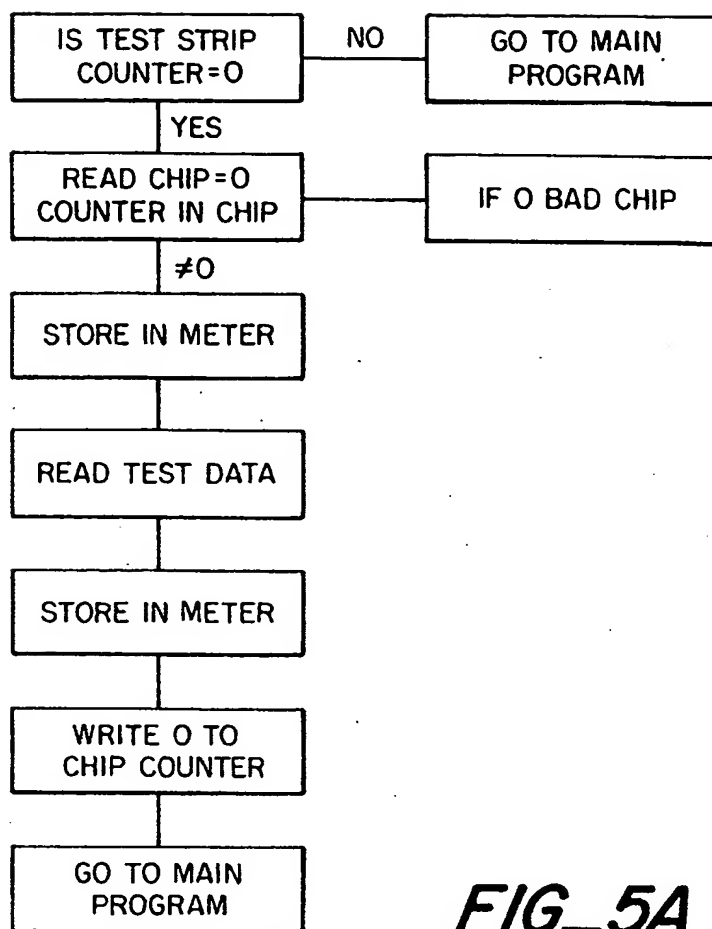 IS TEST STRIP
COUNTER=0
NO
GO TO MAIN
PROGRAM
YES
READ CHIP=0
COUNTER IN CHIP
IF 0 BAD CHIP
≠0
STORE IN METER
READ TEST DATA
STORE IN METER
WRITE 0 TO
CHIP COUNTER
GO TO MAIN
PROGRAM
FIG_5A